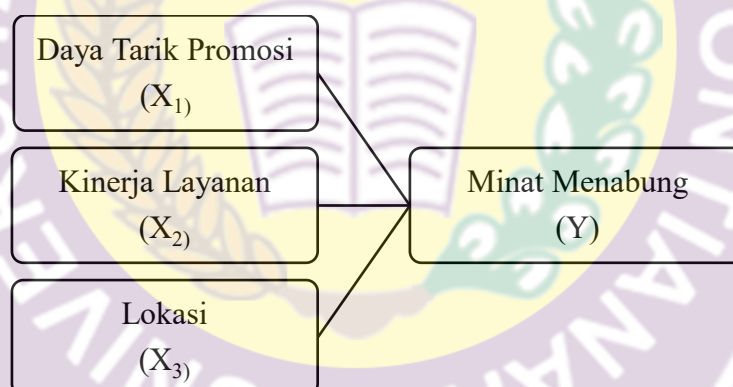 Daya Tarik Promosi
(X₁₎
Kinerja Layanan
(X₂₎
Minat Menabung
(Y)
Lokasi
(X₃₎